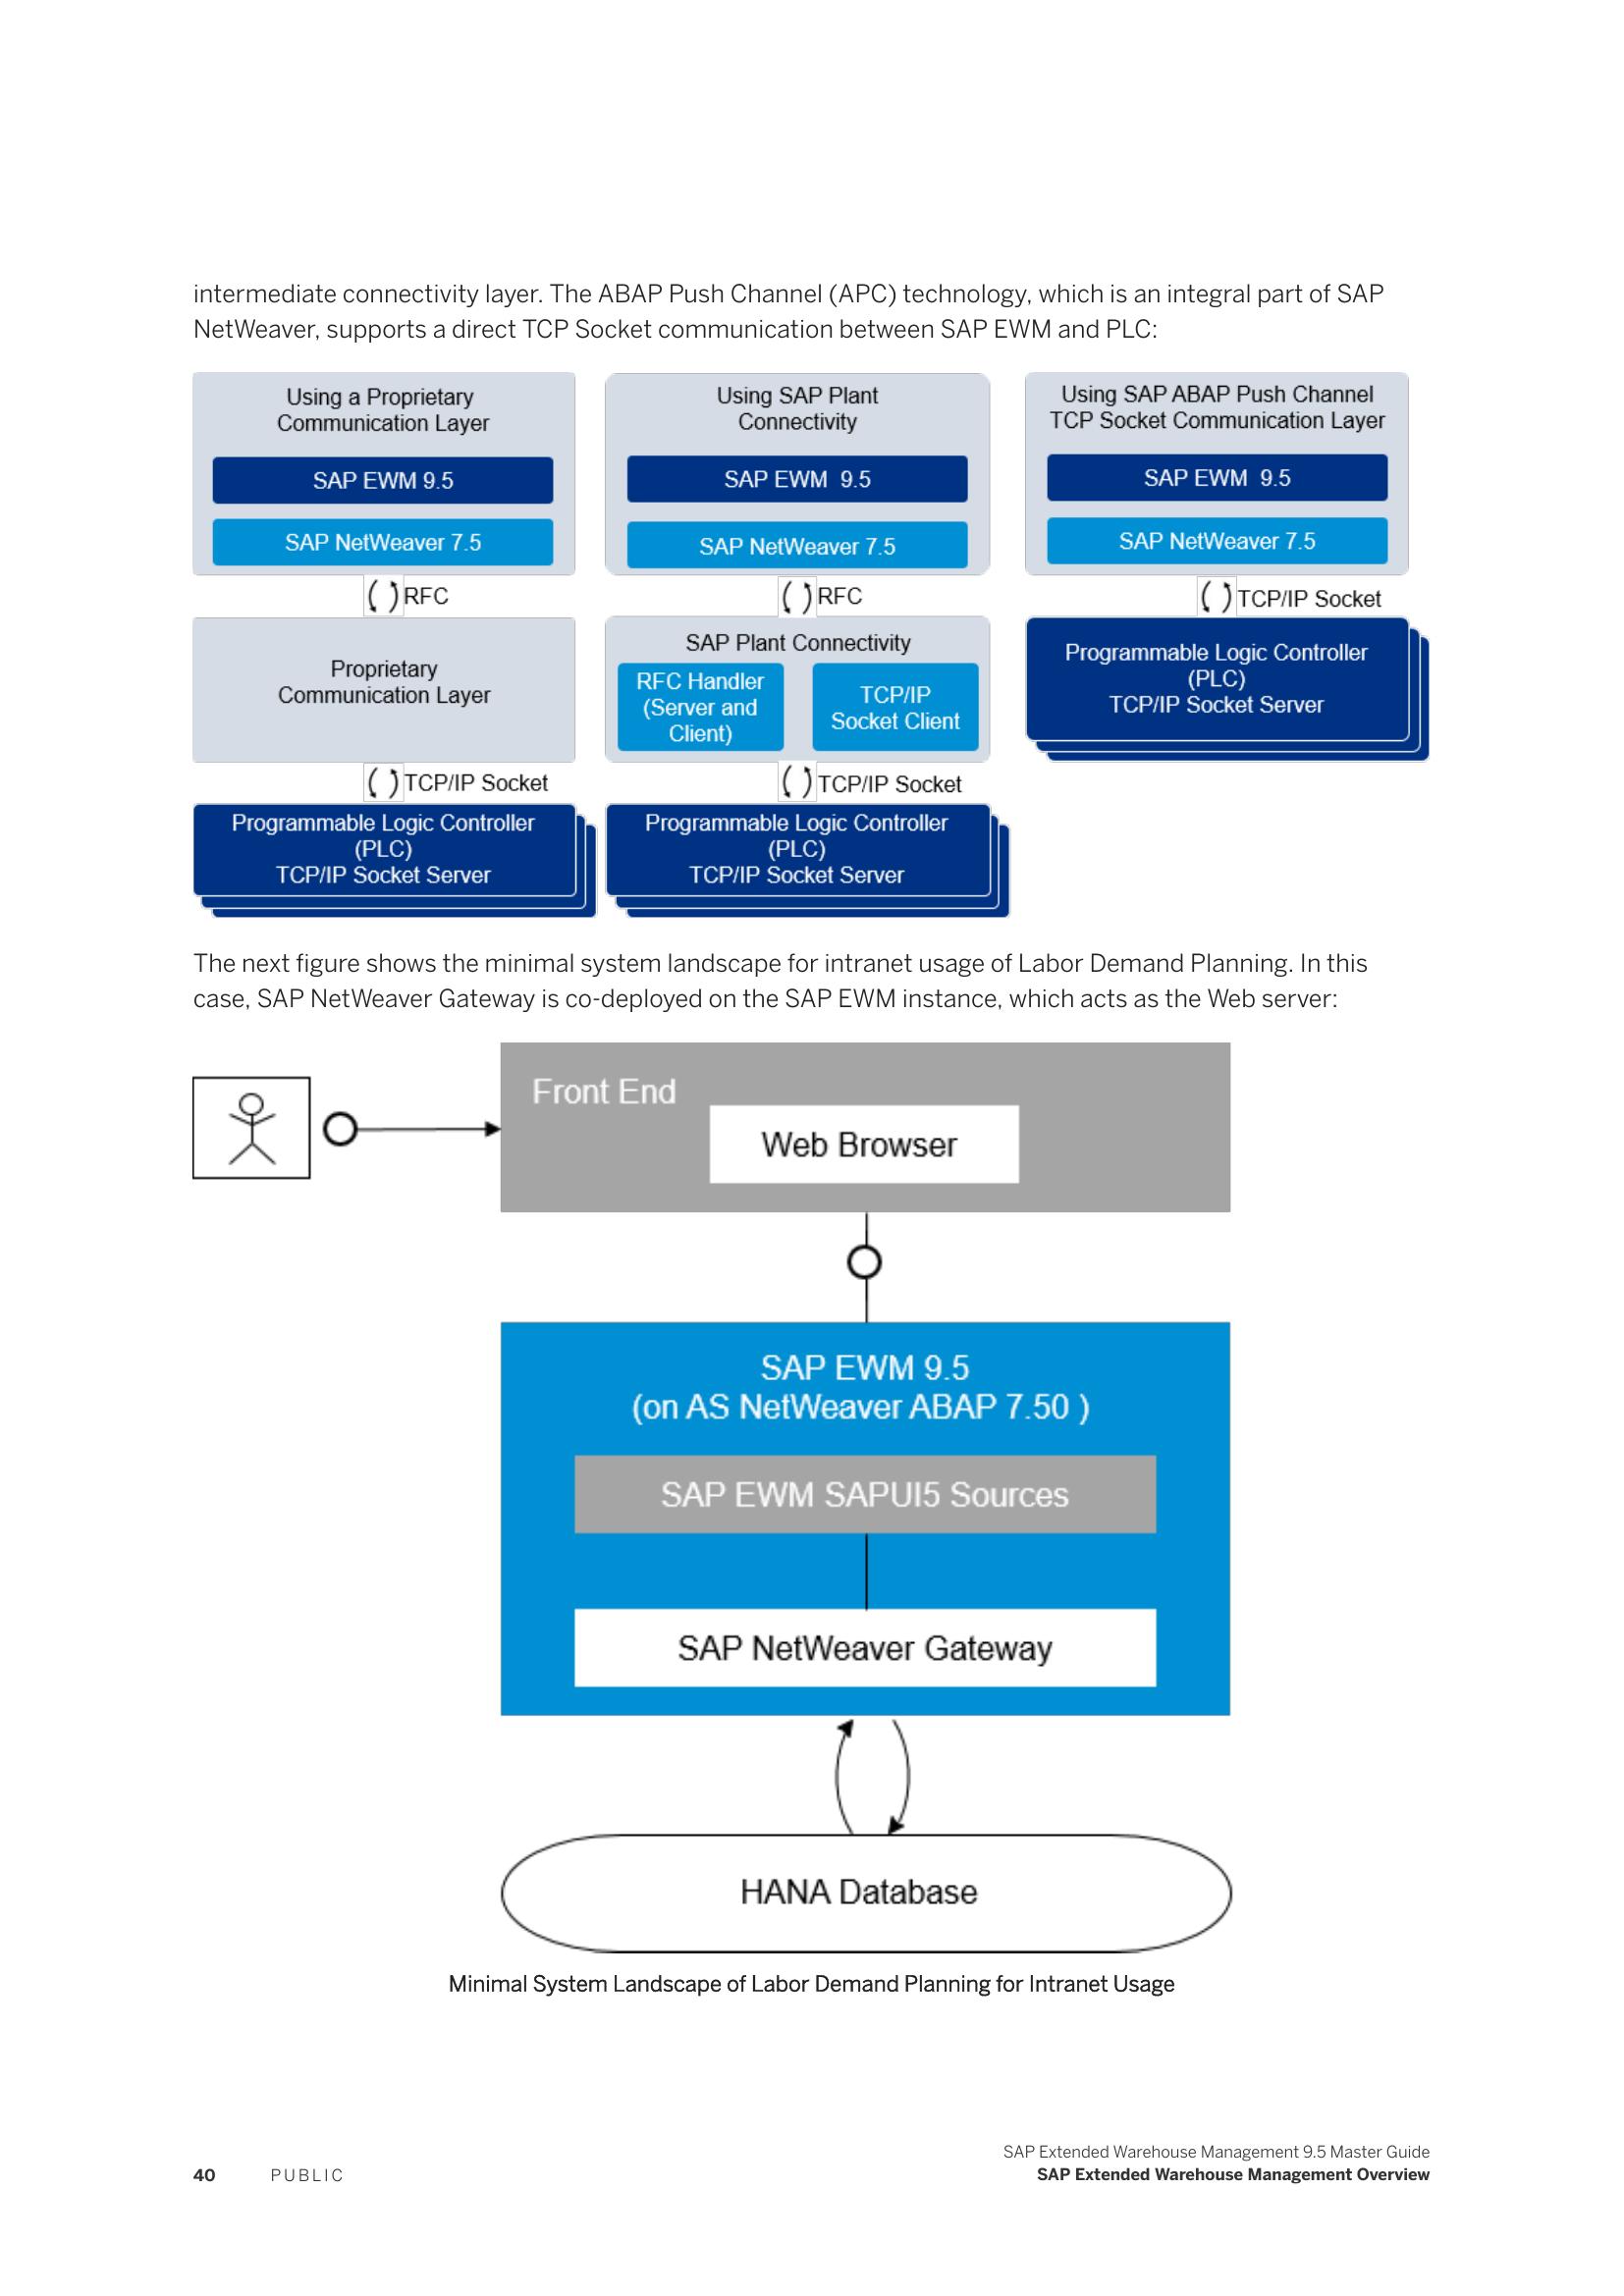 intermediate connectivity layer. The ABAP Push Channel (APC) technology, which is an integral part of SAP
NetWeaver, supports a direct TCP Socket communication between SAP EWM and PLC:
Using a Proprietary
Communication Layer
SAP EWM 9.5
SAP NetWeaver 7.5
RFC
Proprietary
Communication Layer
TCP/IP Socket
Programmable Logic Controller
(PLC)
TCP/IP Socket Server
Using SAP Plant
Connectivity
SAP EWM 9.5
SAP NetWeaver 7.5
RFC
SAP Plant Connectivity
RFC Handler
(Server and
Client)
TCP/IP
Socket Client
TCP/IP Socket
Programmable Logic Controller
(PLC)
TCP/IP Socket Server
Using SAP ABAP Push Channel
TCP Socket Communication Layer
SAP EWM 9.5
SAP NetWeaver 7.5
TCP/IP Socket
Programmable Logic Controller
(PLC)
TCP/IP Socket Server
The next figure shows the minimal system landscape for intranet usage of Labor Demand Planning. In this
case, SAP NetWeaver Gateway is co-deployed on the SAP EWM instance, which acts as the Web server:
Front End
Web Browser
SAP EWM 9.5
(on AS NetWeaver ABAP 7.50 )
SAP EWM SAPUI5 Sources
SAP NetWeaver Gateway
HANA Database
Minimal System Landscape of Labor Demand Planning for Intranet Usage
40 PUBLIC
SAP Extended Warehouse Management 9.5 Master Guide
SAP Extended Warehouse Management Overview